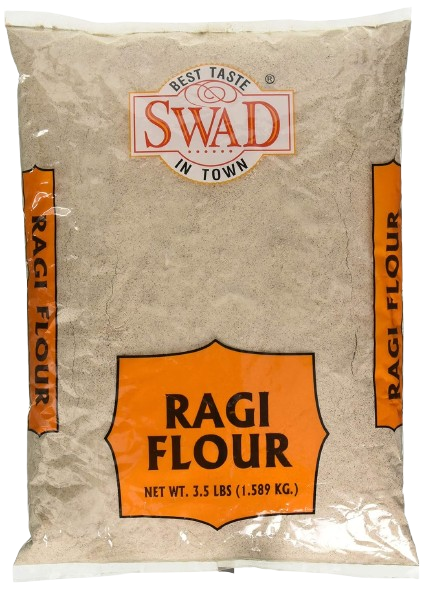 BEST TASTE
®
SWAD
IN TOWN
RAGI FLOUR
RAGI FLOUR
RAGI
FLOUR
NET WT. 3.5 LBS (1.589 KG.)